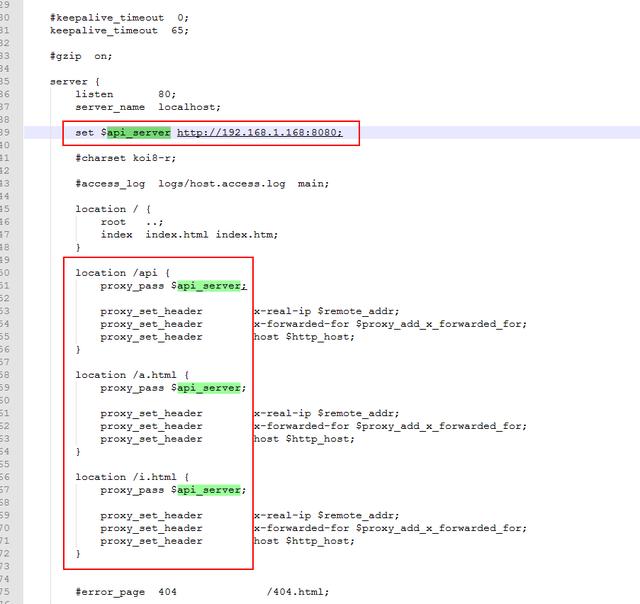 29
30 #keepalive_timeout  0;
31 keepalive_timeout  65;
32
33 #gzip  on;
34
35 server {
36 listen       80;
37 server_name  localhost;
38
39 set $api_server http://192.168.1.168:8080;
40
41 #charset koi8-r;
42
43 #access_log  logs/host.access.log  main;
44
45 location / {
46 root   ..;
47 index  index.html index.htm;
48 }
49
50 location /api {
51 proxy_pass $api_server;
52
53 proxy_set_header        x-real-ip $remote_addr;
54 proxy_set_header        x-forwarded-for $proxy_add_x_forwarded_for;
55 proxy_set_header        host $http_host;
56 }
57
58 location /a.html {
59 proxy_pass $api_server;
60
61 proxy_set_header        x-real-ip $remote_addr;
62 proxy_set_header        x-forwarded-for $proxy_add_x_forwarded_for;
63 proxy_set_header        host $http_host;
64 }
65
66 location /i.html {
67 proxy_pass $api_server;
68
69 proxy_set_header        x-real-ip $remote_addr;
70 proxy_set_header        x-forwarded-for $proxy_add_x_forwarded_for;
71 proxy_set_header        host $http_host;
72 }
73
74
75 #error_page  404              /404.html;